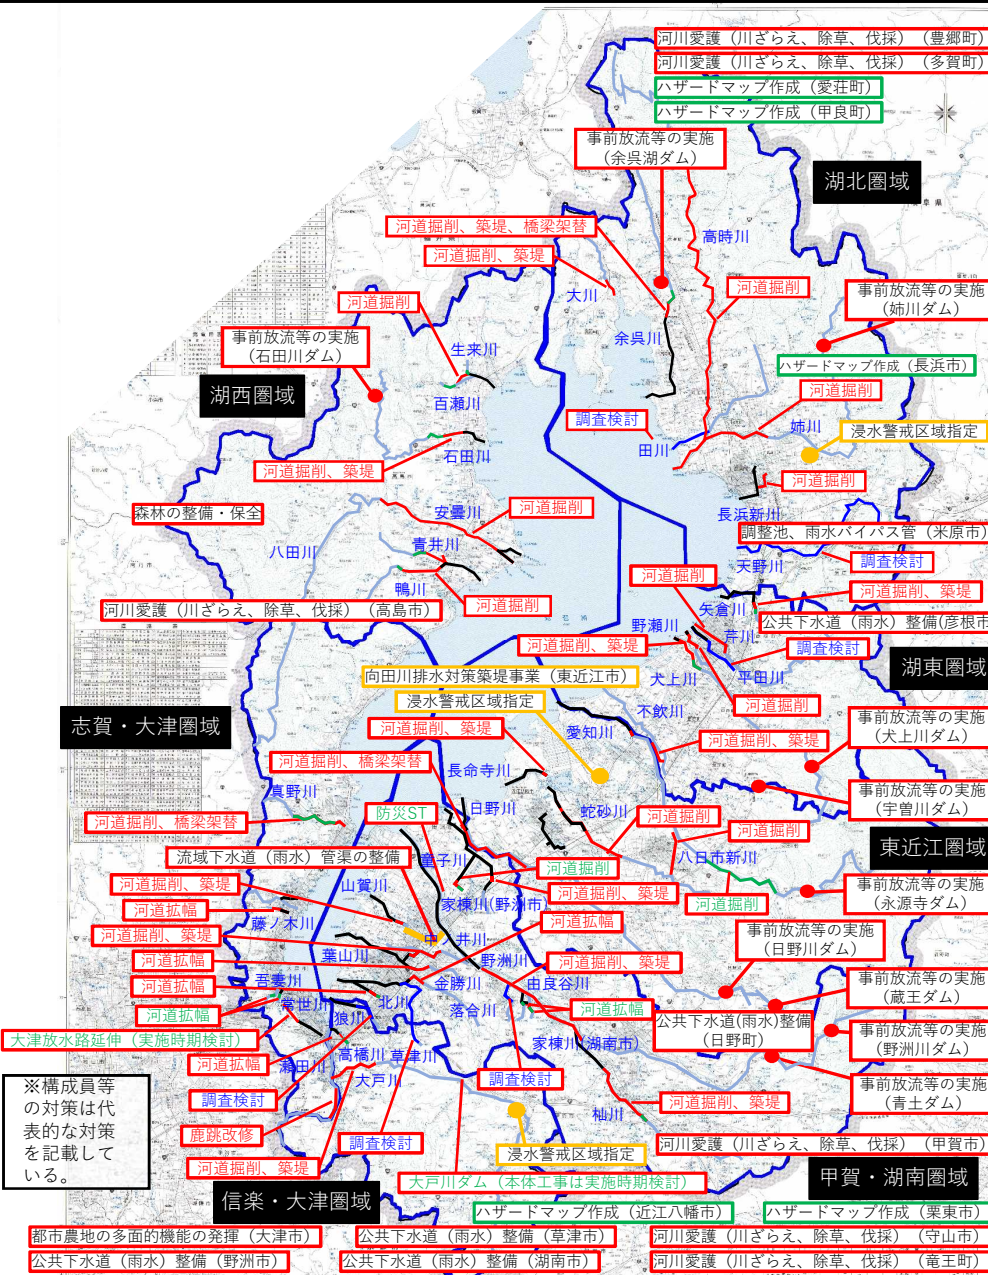 河川愛護（川ざらえ、除草、伐採）（豊郷町）
河川愛護（川ざらえ、除草、伐採）（多賀町）
ハザードマップ作成（愛荘町）
ハザードマップ作成（甲良町）
事前放流等の実施
（余呉湖ダム）
湖北圏域
河道掘削、築堤、橋梁架替
高時川
河道掘削、築堤
大川
河道掘削
事前放流等の実施
（姉川ダム）
河道掘削
余呉川
事前放流等の実施
（石田川ダム）
生来川
ハザードマップ作成（長浜市）
湖西圏域
百瀬川
河道掘削
調査検討
姉川
浸水警戒区域指定
田川
石田川
河道掘削、築堤
河道掘削
森林の整備・保全
安曇川
河道掘削
長浜新川
調整池、雨水バイパス管（米原市）
青井川
八田川
天野川
調査検討
鴨川
河道掘削
河道掘削、築堤
河川愛護（川ざらえ、除草、伐採）（高島市）
河道掘削
矢倉川
公共下水道（雨水）整備(彦根市
野瀬川
河道掘削、築堤
芹川
調査検討
湖東圏域
向田川排水対策築堤事業（東近江市）
犬上川
平田川
浸水警戒区域指定
不飲川
河道掘削
志賀・大津圏域
河道掘削、築堤
愛知川
河道掘削、築堤
事前放流等の実施
（犬上川ダム）
河道掘削、橋梁架替
長命寺川
真野川
事前放流等の実施
（宇曽川ダム）
日野川
防災ST
蛇砂川
河道掘削
河道掘削、橋梁架替
河道掘削
東近江圏域
流域下水道（雨水）管渠の整備
童子川
八日市新川
河道掘削
河道掘削、築堤
山賀川
河道掘削、築堤
事前放流等の実施
（永源寺ダム）
家棟川(野洲市)
河道掘削
河道拡幅
藤ノ木川
河道拡幅
事前放流等の実施
（日野川ダム）
河道掘削、築堤
中ノ井川
河道拡幅
葉山川
野洲川
河道掘削、築堤
吾妻川
河道拡幅
金勝川
由良谷川
事前放流等の実施
（蔵王ダム）
常世川
北川
河道拡幅
落合川
河道拡幅
公共下水道(雨水)整備
（日野町）
狼川
大津放水路延伸（実施時期検討）
事前放流等の実施
（野洲川ダム）
家棟川(湖南市)
高橋川
草津川
河道拡幅
瀬田川
大戸川
調査検討
事前放流等の実施
（青土ダム）
※構成員等
の対策は代
表的な対策
を記載して
いる。
調査検討
杣川
河道掘削、築堤
鹿跳改修
調査検討
河川愛護（川ざらえ、除草、伐採）（甲賀市）
浸水警戒区域指定
河道掘削、築堤
大戸川ダム（本体工事は実施時期検討）
甲賀・湖南圏域
信楽・大津圏域
ハザードマップ作成（近江八幡市）
ハザードマップ作成（栗東市）
都市農地の多面的機能の発揮（大津市）
公共下水道（雨水）整備（草津市）
河川愛護（川ざらえ、除草、伐採）（守山市）
公共下水道（雨水）整備（野洲市）
公共下水道（雨水）整備（湖南市）
河川愛護（川ざらえ、除草、伐採）（竜王町）